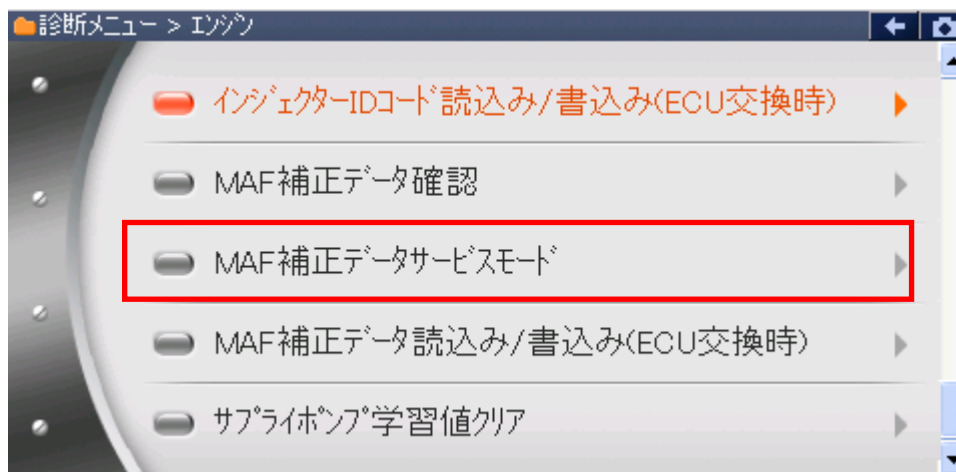 診断メニュー > エンジン
インジェクターIDコード読込み/書込み(ECU交換時)
MAF補正データ確認
MAF補正データサービスモード
MAF補正データ読込み/書込み(ECU交換時)
サプライポンプ学習値クリア